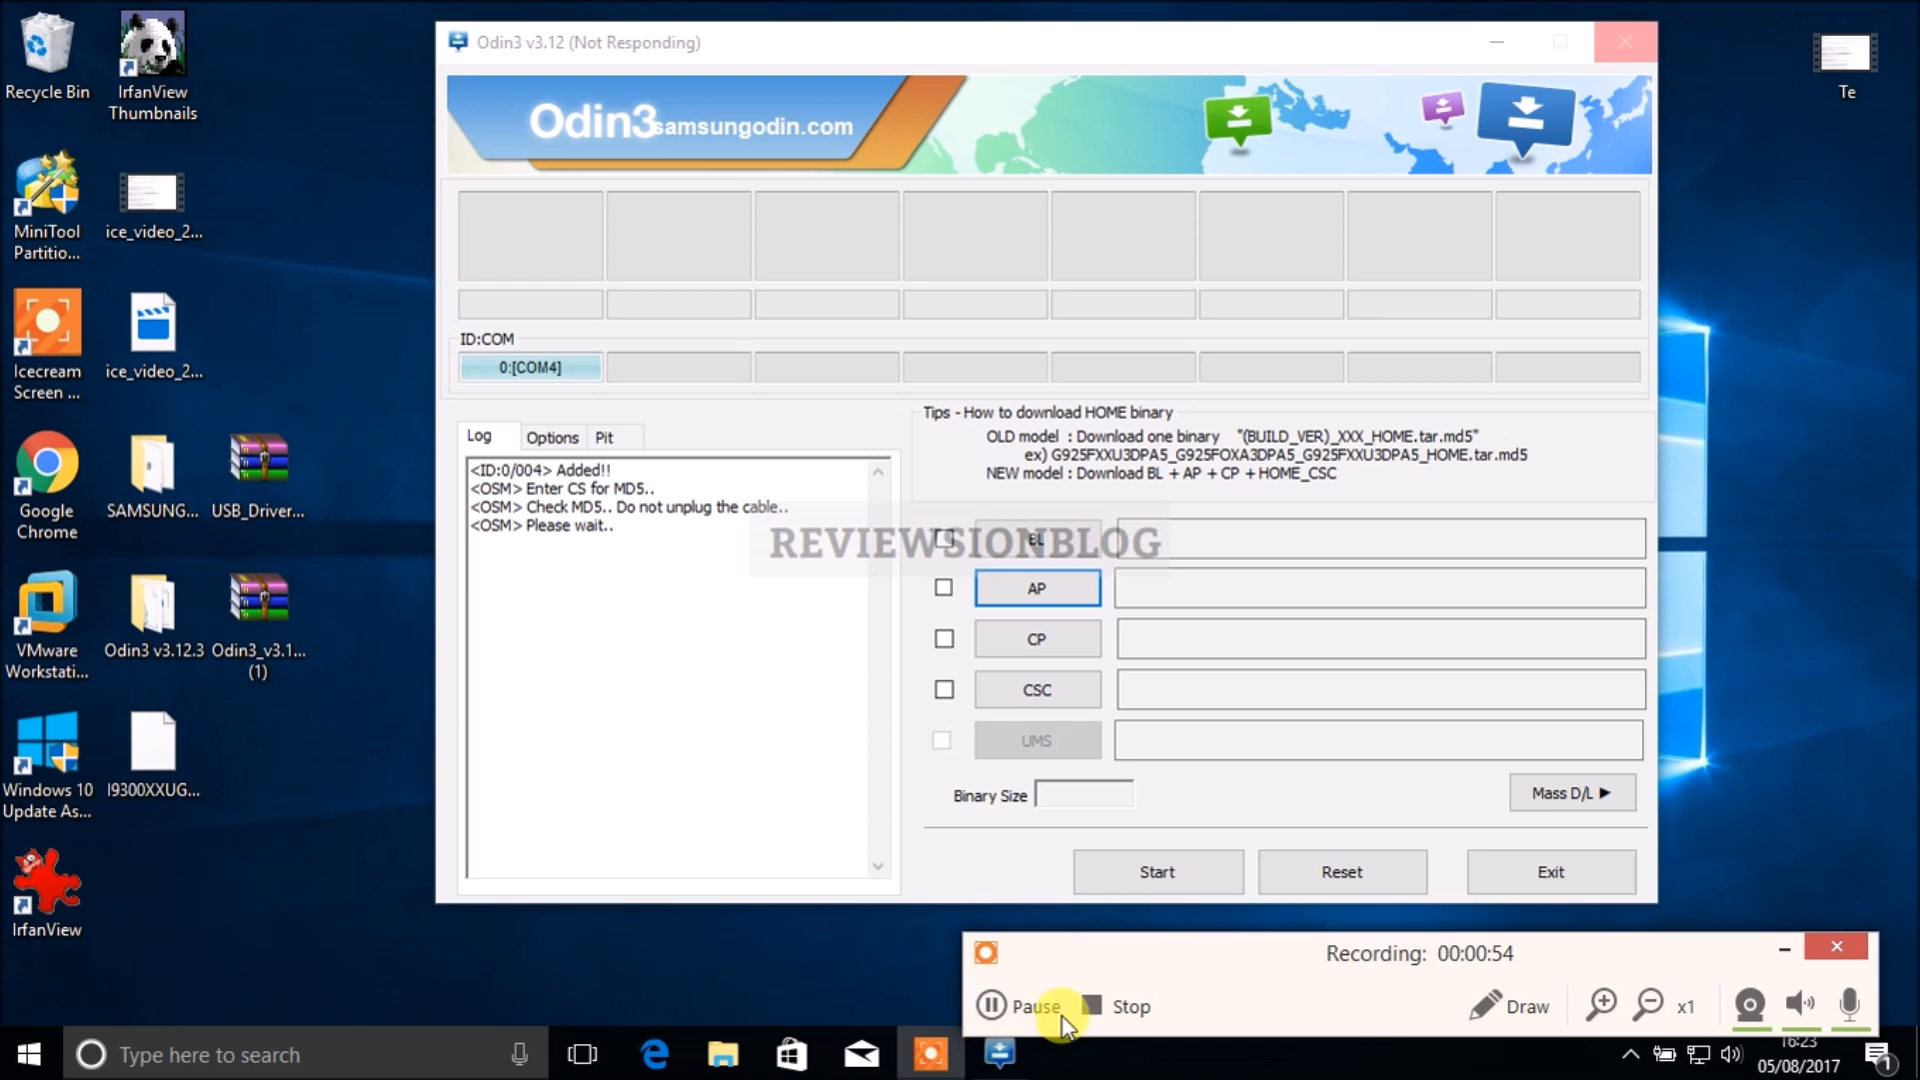 Recycle Bin
IrfanView
Thumbnails
MiniTool
Partitio...
ice_video_2...
Icecream
Screen ...
ice_video_2...
Google
Chrome
SAMSUNG...
USB_Driver...
VMware
Workstati...
Odin3 v3.12.3
Odin3_v3.1...
(1)
Windows 10
Update As...
I9300XXUG...
IrfanView
Te
Odin3 v3.12 (Not Responding)
Odin3 samsungodin.com
ID:COM
0:[COM4]
Log
Options
Pit
<ID:0/004> Added!!
<OSM> Enter CS for MD5..
<OSM> Check MD5.. Do not unplug the cable..
<OSM> Please wait..
Tips - How to download HOME binary
OLD model : Download one binary "(BUILD_VER)_XXX_HOME.tar.md5"
ex) G925FXXU3DPA5_G925FOXA3DPA5_G925FXXU3DPA5_HOME.tar.md5
NEW model : Download BL + AP + CP + HOME_CSC
REVIEWSIONBLOG
BL
AP
CP
CSC
UMS
Binary Size
Mass D/L
Start
Reset
Exit
Recording: 00:00:54
Pause
Stop
Draw
x1
Type here to search
16:23
05/08/2017
1